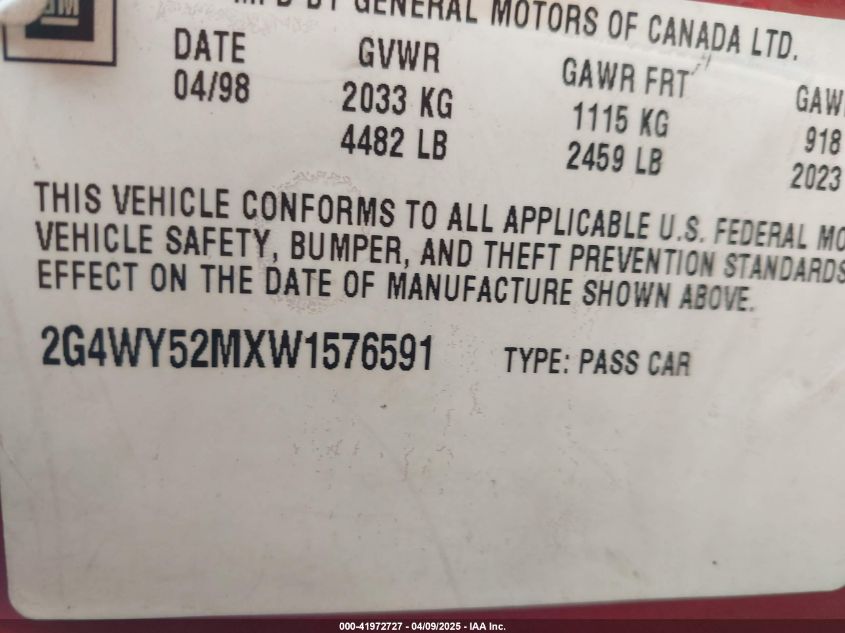 GM
MFD BY GENERAL MOTORS OF CANADA LTD.
DATE GVWR GAWR FRT GAW
04/98 2033 KG 1115 KG 918
4482 LB 2459 LB 2023
THIS VEHICLE CONFORMS TO ALL APPLICABLE U.S. FEDERAL MO
VEHICLE SAFETY, BUMPER, AND THEFT PREVENTION STANDARDS
EFFECT ON THE DATE OF MANUFACTURE SHOWN ABOVE.
2G4WY52MXW1576591 TYPE: PASS CAR
000-41972727 - 04/09/2025 - IAA Inc.